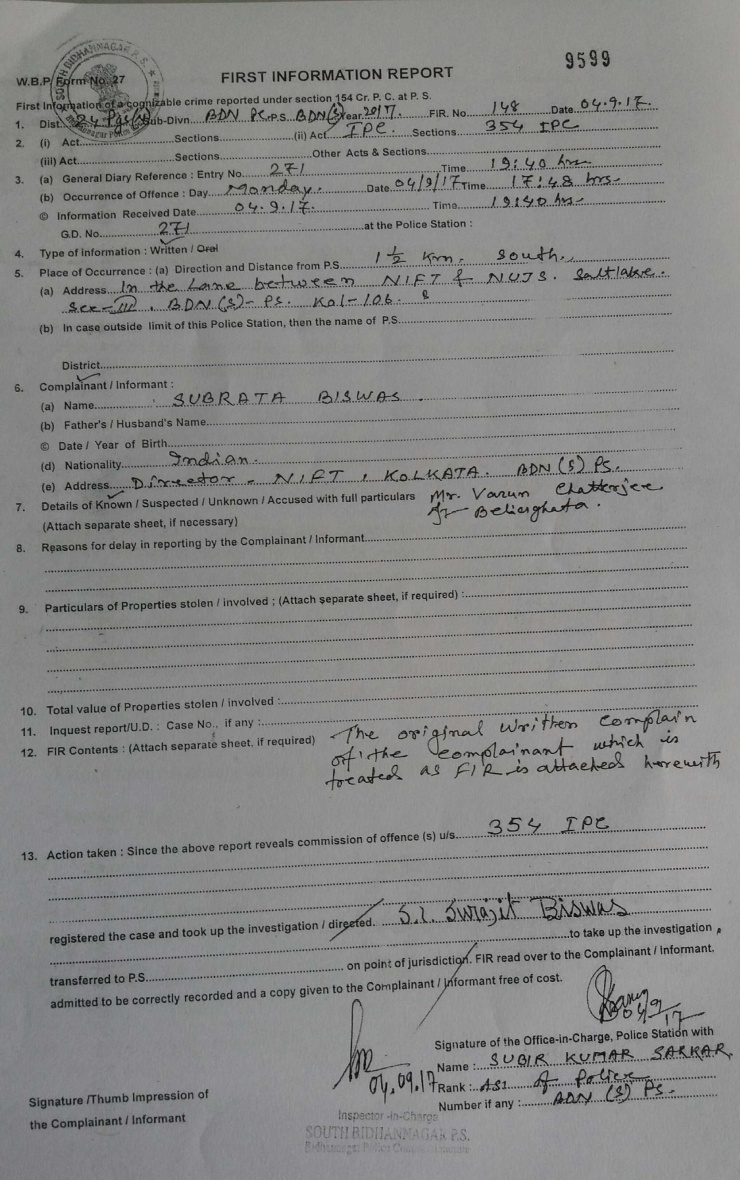 9599
SOUTH BIDHANNAGAR P.S.
W.B.P. Form No. 27
FIRST INFORMATION REPORT
First Information of a cognizable crime reported under section 154 Cr. P. C. at P. S.
1. Dist. 24 Pgs(N) Sub-Divn. BDN P.S. BDN(S) Year 2017. FIR. No. 148 Date 04.9.17.
2. (i) Act Sections (ii) Act IPC. Sections 354 IPC
(iii) Act Sections Other Acts & Sections
3. (a) General Diary Reference : Entry No. 271 Time 19:40 hrs
(b) Occurrence of Offence : Day Monday. Date 04/9/17 Time 17:48 hrs-
© Information Received Date 04.9.17. Time 19:40 hrs-
G.D. No. 271 at the Police Station :
4. Type of information : Written / Oral
5. Place of Occurrence : (a) Direction and Distance from P.S. 1 1/2 Km. South.
(a) Address In the Lane between NIFT & NUJS. Saltlake.
Sec-III, BDN(S)-Ps. Kol-106.
(b) In case outside limit of this Police Station, then the name of P.S.
District
6. Complainant / Informant :
(a) Name SUBRATA BISWAS.
(b) Father's / Husband's Name
© Date / Year of Birth
(d) Nationality Indian.
(e) Address Director. NIFT, KOLKATA. BDN(S) Ps.
7. Details of Known / Suspected / Unknown / Accused with full particulars Mr. Varun Chatterjee
(Attach separate sheet, if necessary) Beliaghata.
8. Reasons for delay in reporting by the Complainant / Informant
9. Particulars of Properties stolen / involved ; (Attach separate sheet, if required) :
10. Total value of Properties stolen / involved :
11. Inquest report/U.D. : Case No., if any :
12. FIR Contents : (Attach separate sheet, if required) The original written complain
of the complainant which is
treated as FIR is attached herewith
13. Action taken : Since the above report reveals commission of offence (s) u/s. 354 IPC
registered the case and took up the investigation / directed. S.I. Surajit Biswas
to take up the investigation
transferred to P.S. on point of jurisdiction. FIR read over to the Complainant / Informant.
admitted to be correctly recorded and a copy given to the Complainant / Informant free of cost.
04/9/17
Signature of the Office-in-Charge, Police Station with
04.09.17
Name : SUBIR KUMAR SARKAR
Rank : ASI of Police
Number if any : BDN (S) Ps.
Signature /Thumb Impression of
the Complainant / Informant
Inspector-in-Charge
SOUTH BIDHANNAGAR P.S.
Bidhannagar Police Commissionerate